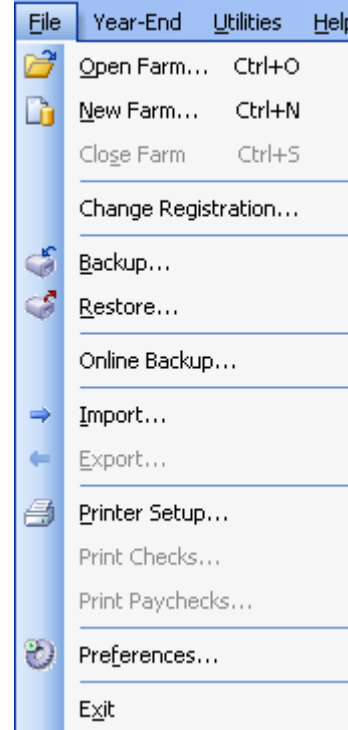 File Year-End Utilities Help
Open Farm... Ctrl+O
New Farm... Ctrl+N
Close Farm Ctrl+S
Change Registration...
Backup...
Restore...
Online Backup...
Import...
Export...
Printer Setup...
Print Checks...
Print Paychecks...
Preferences...
Exit